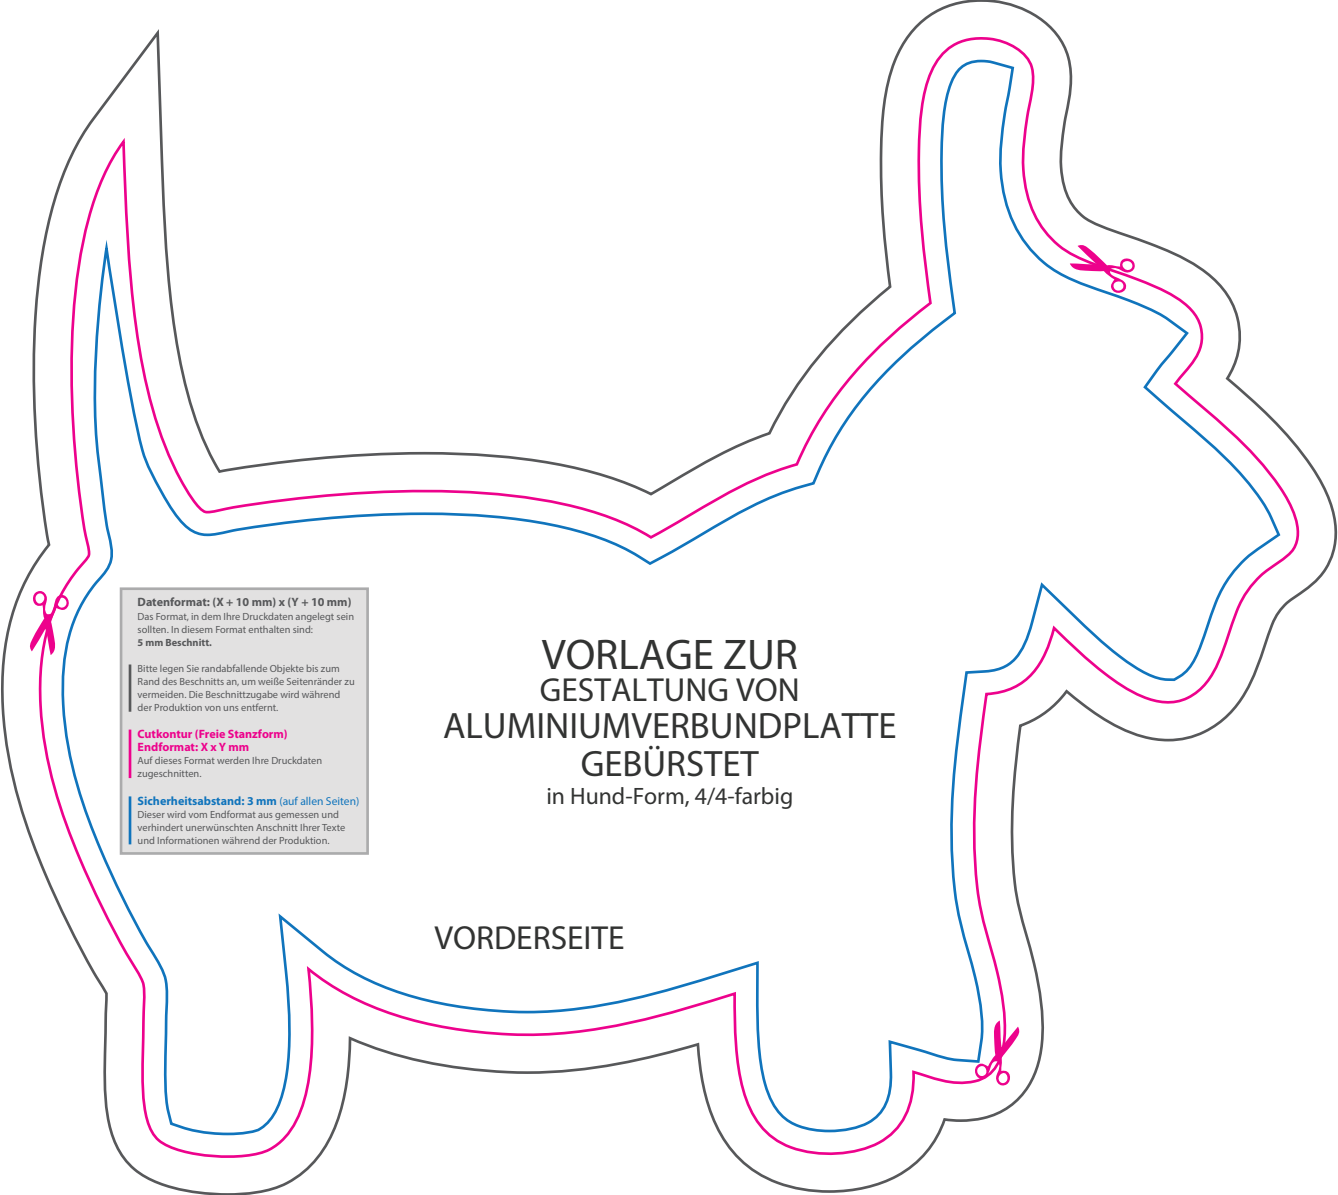 Datenformat: (X + 10 mm) x (Y + 10 mm)
Das Format, in dem Ihre Druckdaten angelegt sein
sollten. In diesem Format enthalten sind:
5 mm Beschnitt.
Bitte legen Sie randabfallende Objekte bis zum
Rand des Beschnitts an, um weiße Seitenränder zu
vermeiden. Die Beschnittzugabe wird während
der Produktion von uns entfernt.
Cutkontur (Freie Stanzform)
Endformat: X x Y mm
Auf dieses Format werden Ihre Druckdaten
zugeschnitten.
Sicherheitsabstand: 3 mm (auf allen Seiten)
Dieser wird vom Endformat aus gemessen und
verhindert unerwünschten Anschnitt Ihrer Texte
und Informationen während der Produktion.
VORLAGE ZUR
GESTALTUNG VON
ALUMINIUMVERBUNDPLATTE
GEBÜRSTET
in Hund-Form, 4/4-farbig
VORDERSEITE